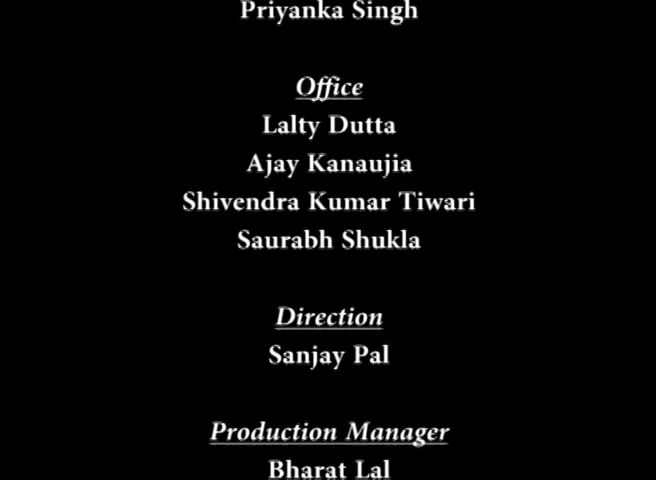 Priyanka Singh
Office
Lalty Dutta
Ajay Kanaujia
Shivendra Kumar Tiwari
Saurabh Shukla
Direction
Sanjay Pal
Production Manager
Bharat Lal